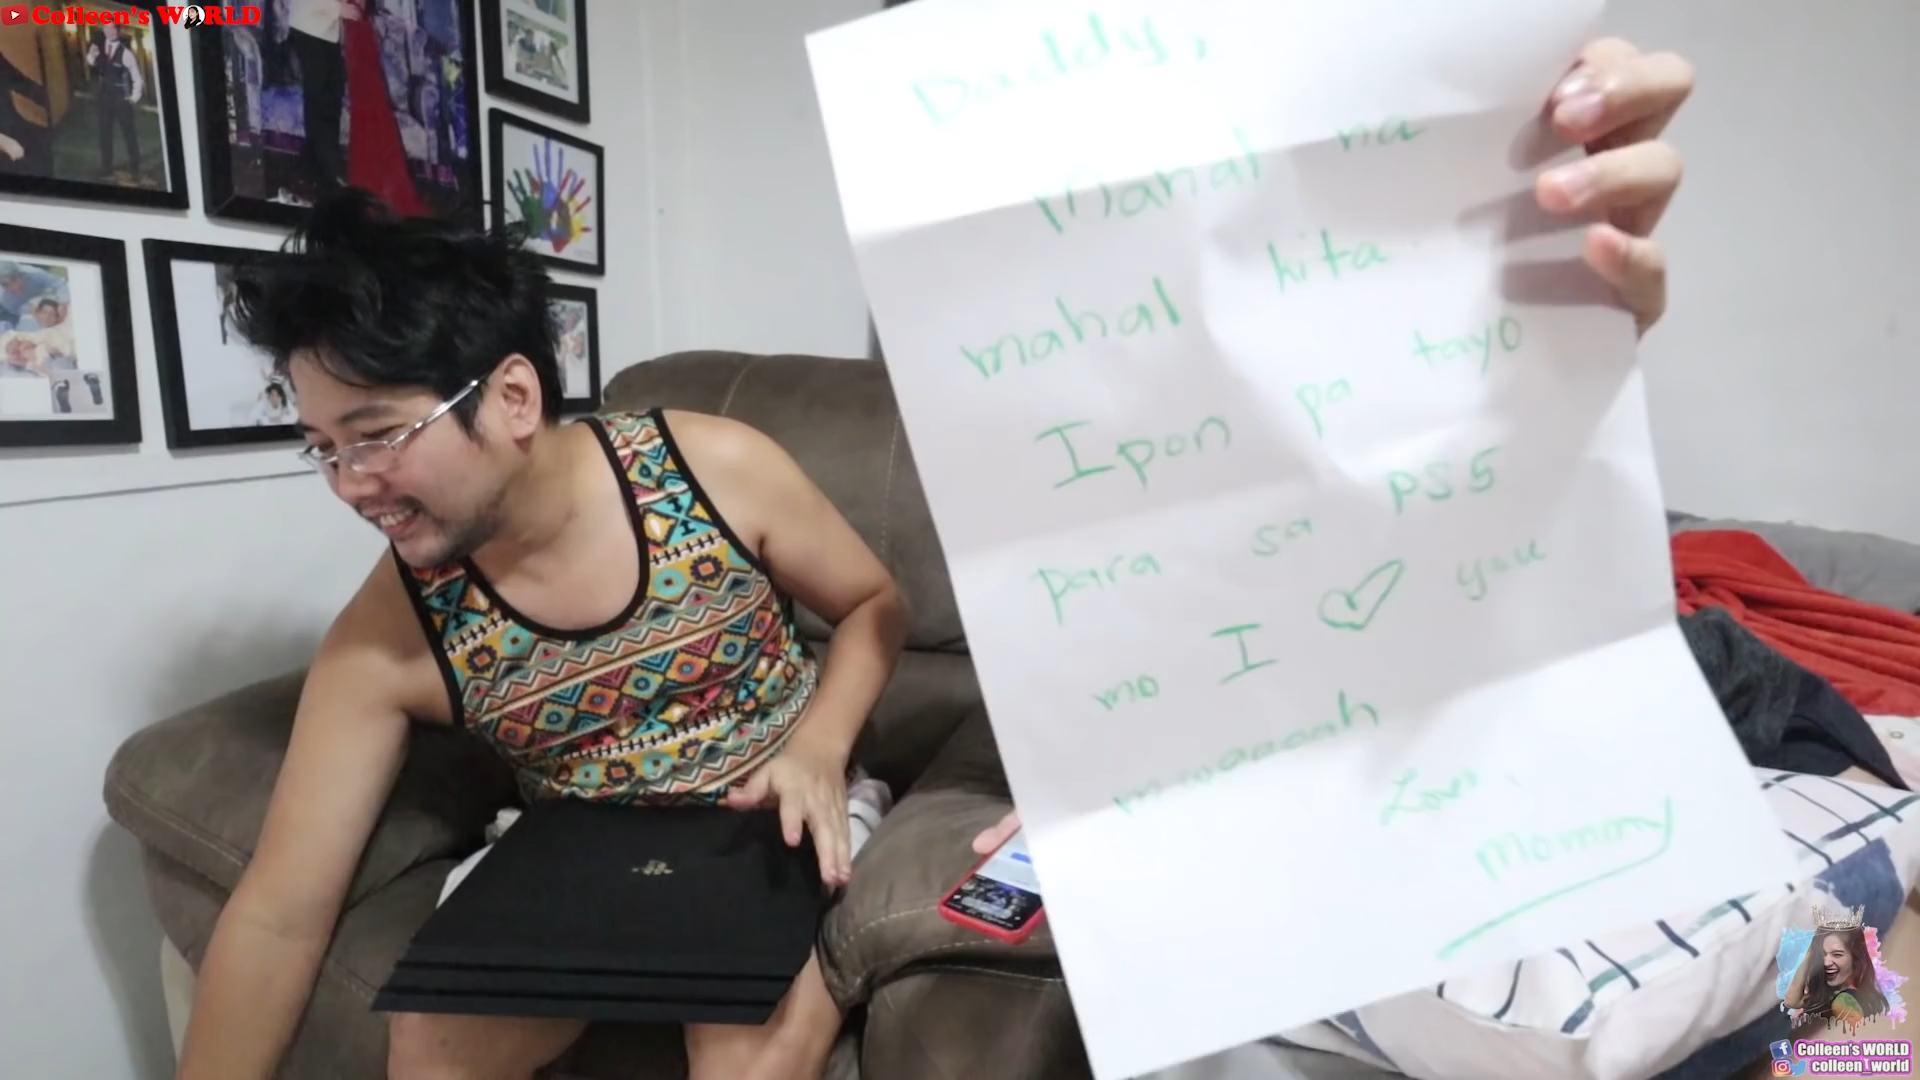 Colleen's WORLD
Daddy,
Mahal na
mahal kita.
Ipon pa tayo
para sa PS5
mo I ♡ you
mwaaaah
Love,
Mommy
Colleen's WORLD
colleen_world